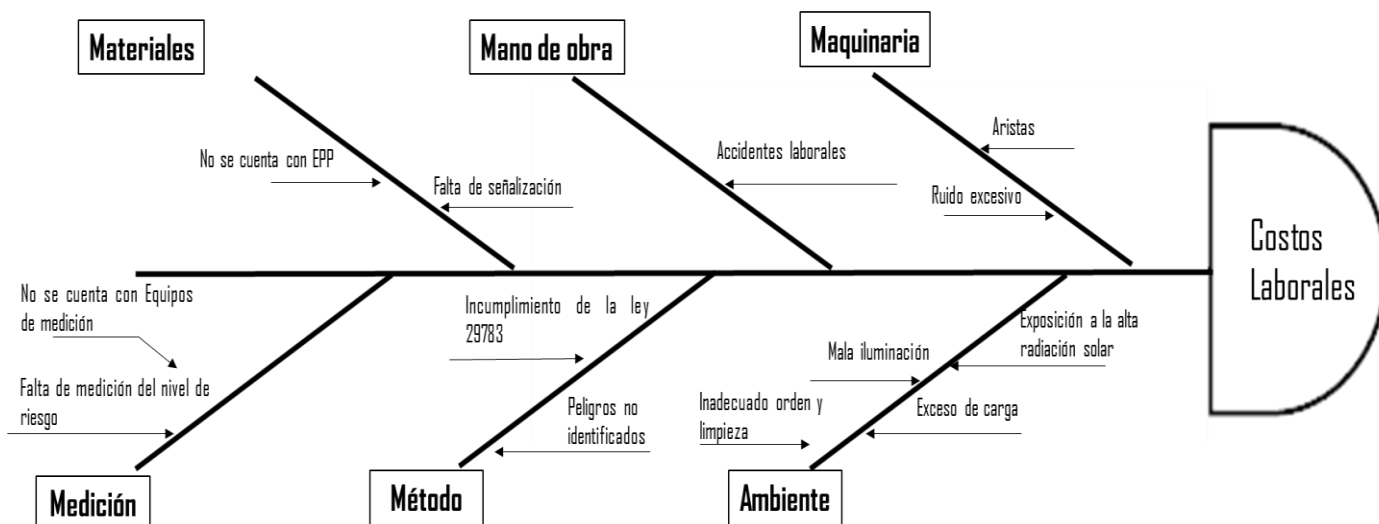 Materiales
Mano de obra
Maquinaria
Aristas
Accidentes laborales
No se cuenta con EPP
Falta de señalización
Ruido excesivo
Costos
Laborales
No se cuenta con Equipos
de medición
Incumplimiento de la ley
29783
Exposición a la alta
radiación solar
Mala iluminación
Falta de medición del nivel de
riesgo
Peligros no
identificados
Inadecuado orden y
limpieza
Exceso de carga
Medición
Método
Ambiente